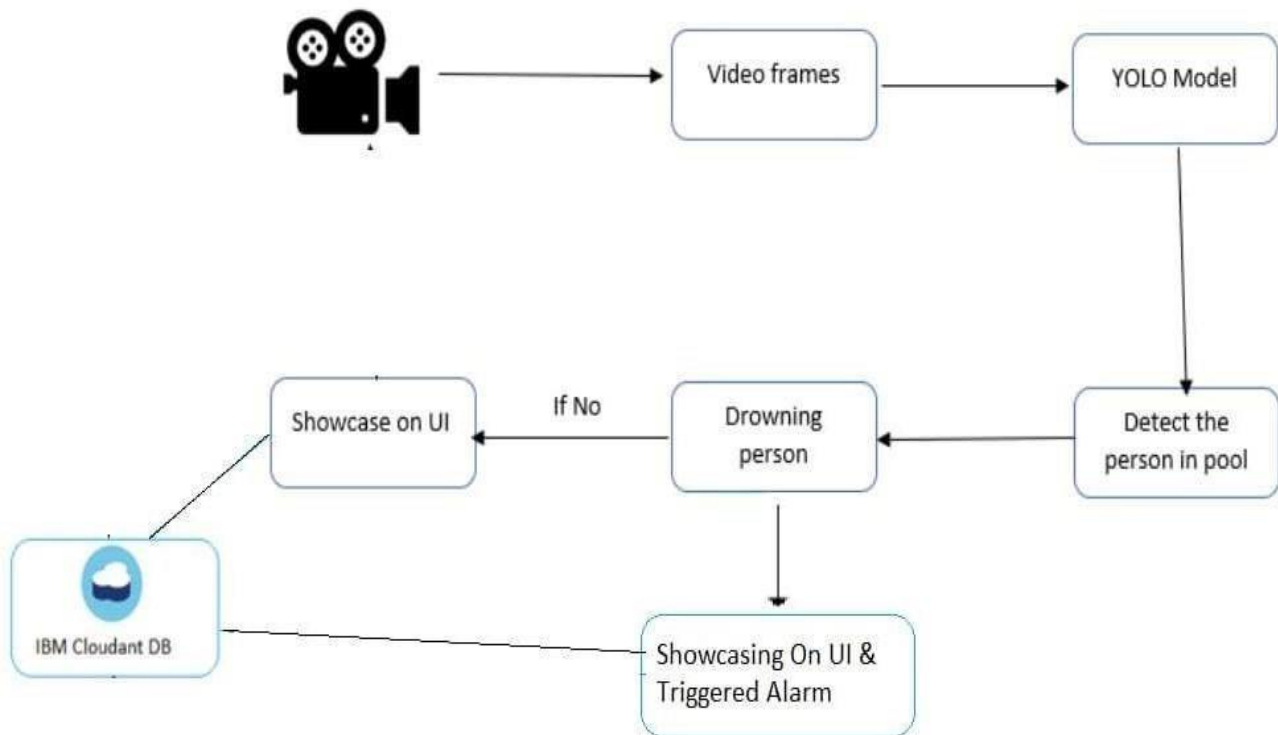 Video frames
YOLO Model
Showcase on UI
If No
Drowning
person
Detect the
person in pool
IBM Cloudant DB
Showcasing On UI &
Triggered Alarm